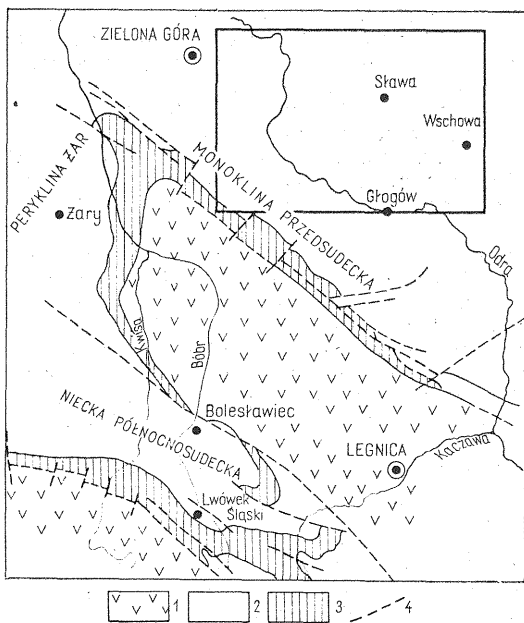 ZIELONA GÓRA
Sława
Wschowa
Głogów
Odra
PERYKLINA ŻAR
MONOKLINA PRZEDSUDECKA
Żary
Kwisa
Bóbr
Bolesławiec
NIECKA PÓŁNOCNOSUDECKA
LEGNICA
Kaczawa
Lwówek
Śląski
1 2 3 4